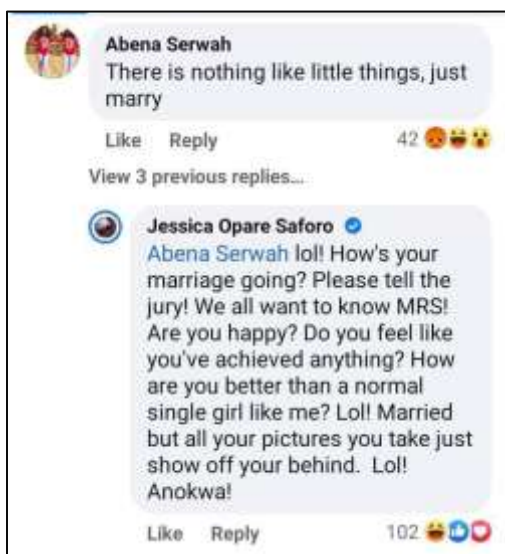 Abena Serwah
There is nothing like little things, just
marry
Like Reply 42
View 3 previous replies...
Jessica Opare Saforo
Abena Serwah lol! How's your
marriage going? Please tell the
jury! We all want to know MRS!
Are you happy? Do you feel like
you've achieved anything? How
are you better than a normal
single girl like me? Lol! Married
but all your pictures you take just
show off your behind. Lol!
Anokwa!
Like Reply 102